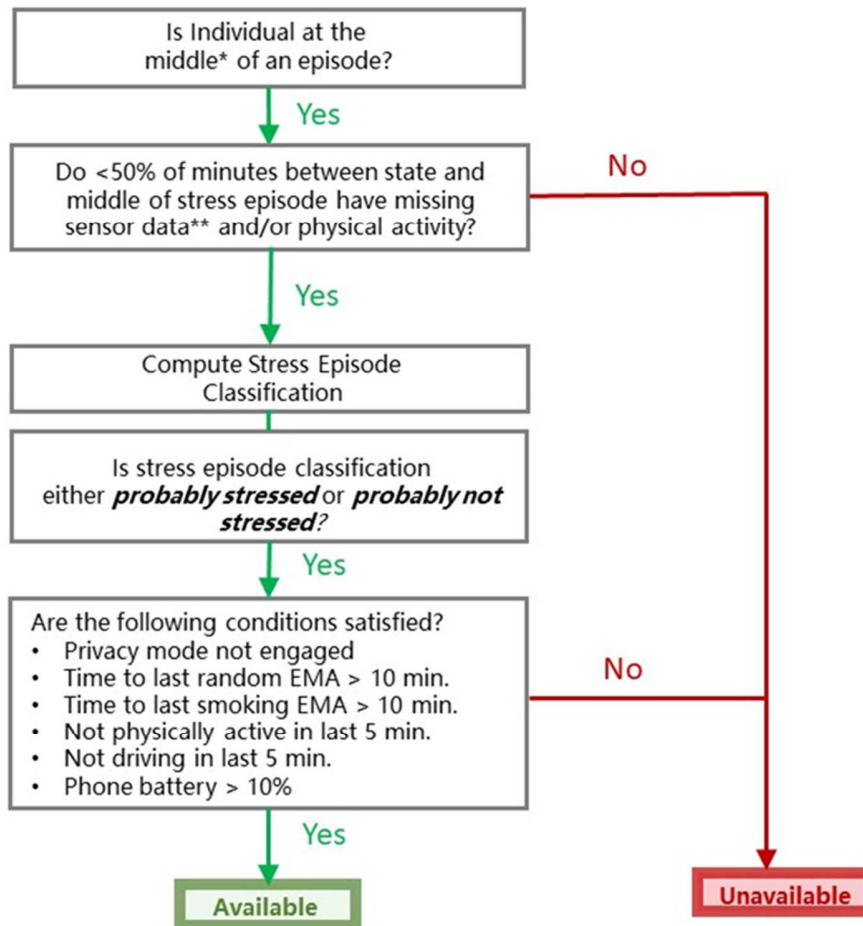 Is Individual at the
middle* of an episode?
Yes
Do <50% of minutes between state and
middle of stress episode have missing
sensor data** and/or physical activity?
No
Yes
Compute Stress Episode
Classification
Is stress episode classification
either probably stressed or probably not
stressed?
Yes
Are the following conditions satisfied?
• Privacy mode not engaged
• Time to last random EMA > 10 min.
• Time to last smoking EMA > 10 min.
• Not physically active in last 5 min.
• Not driving in last 5 min.
• Phone battery > 10%
No
Yes
Available
Unavailable